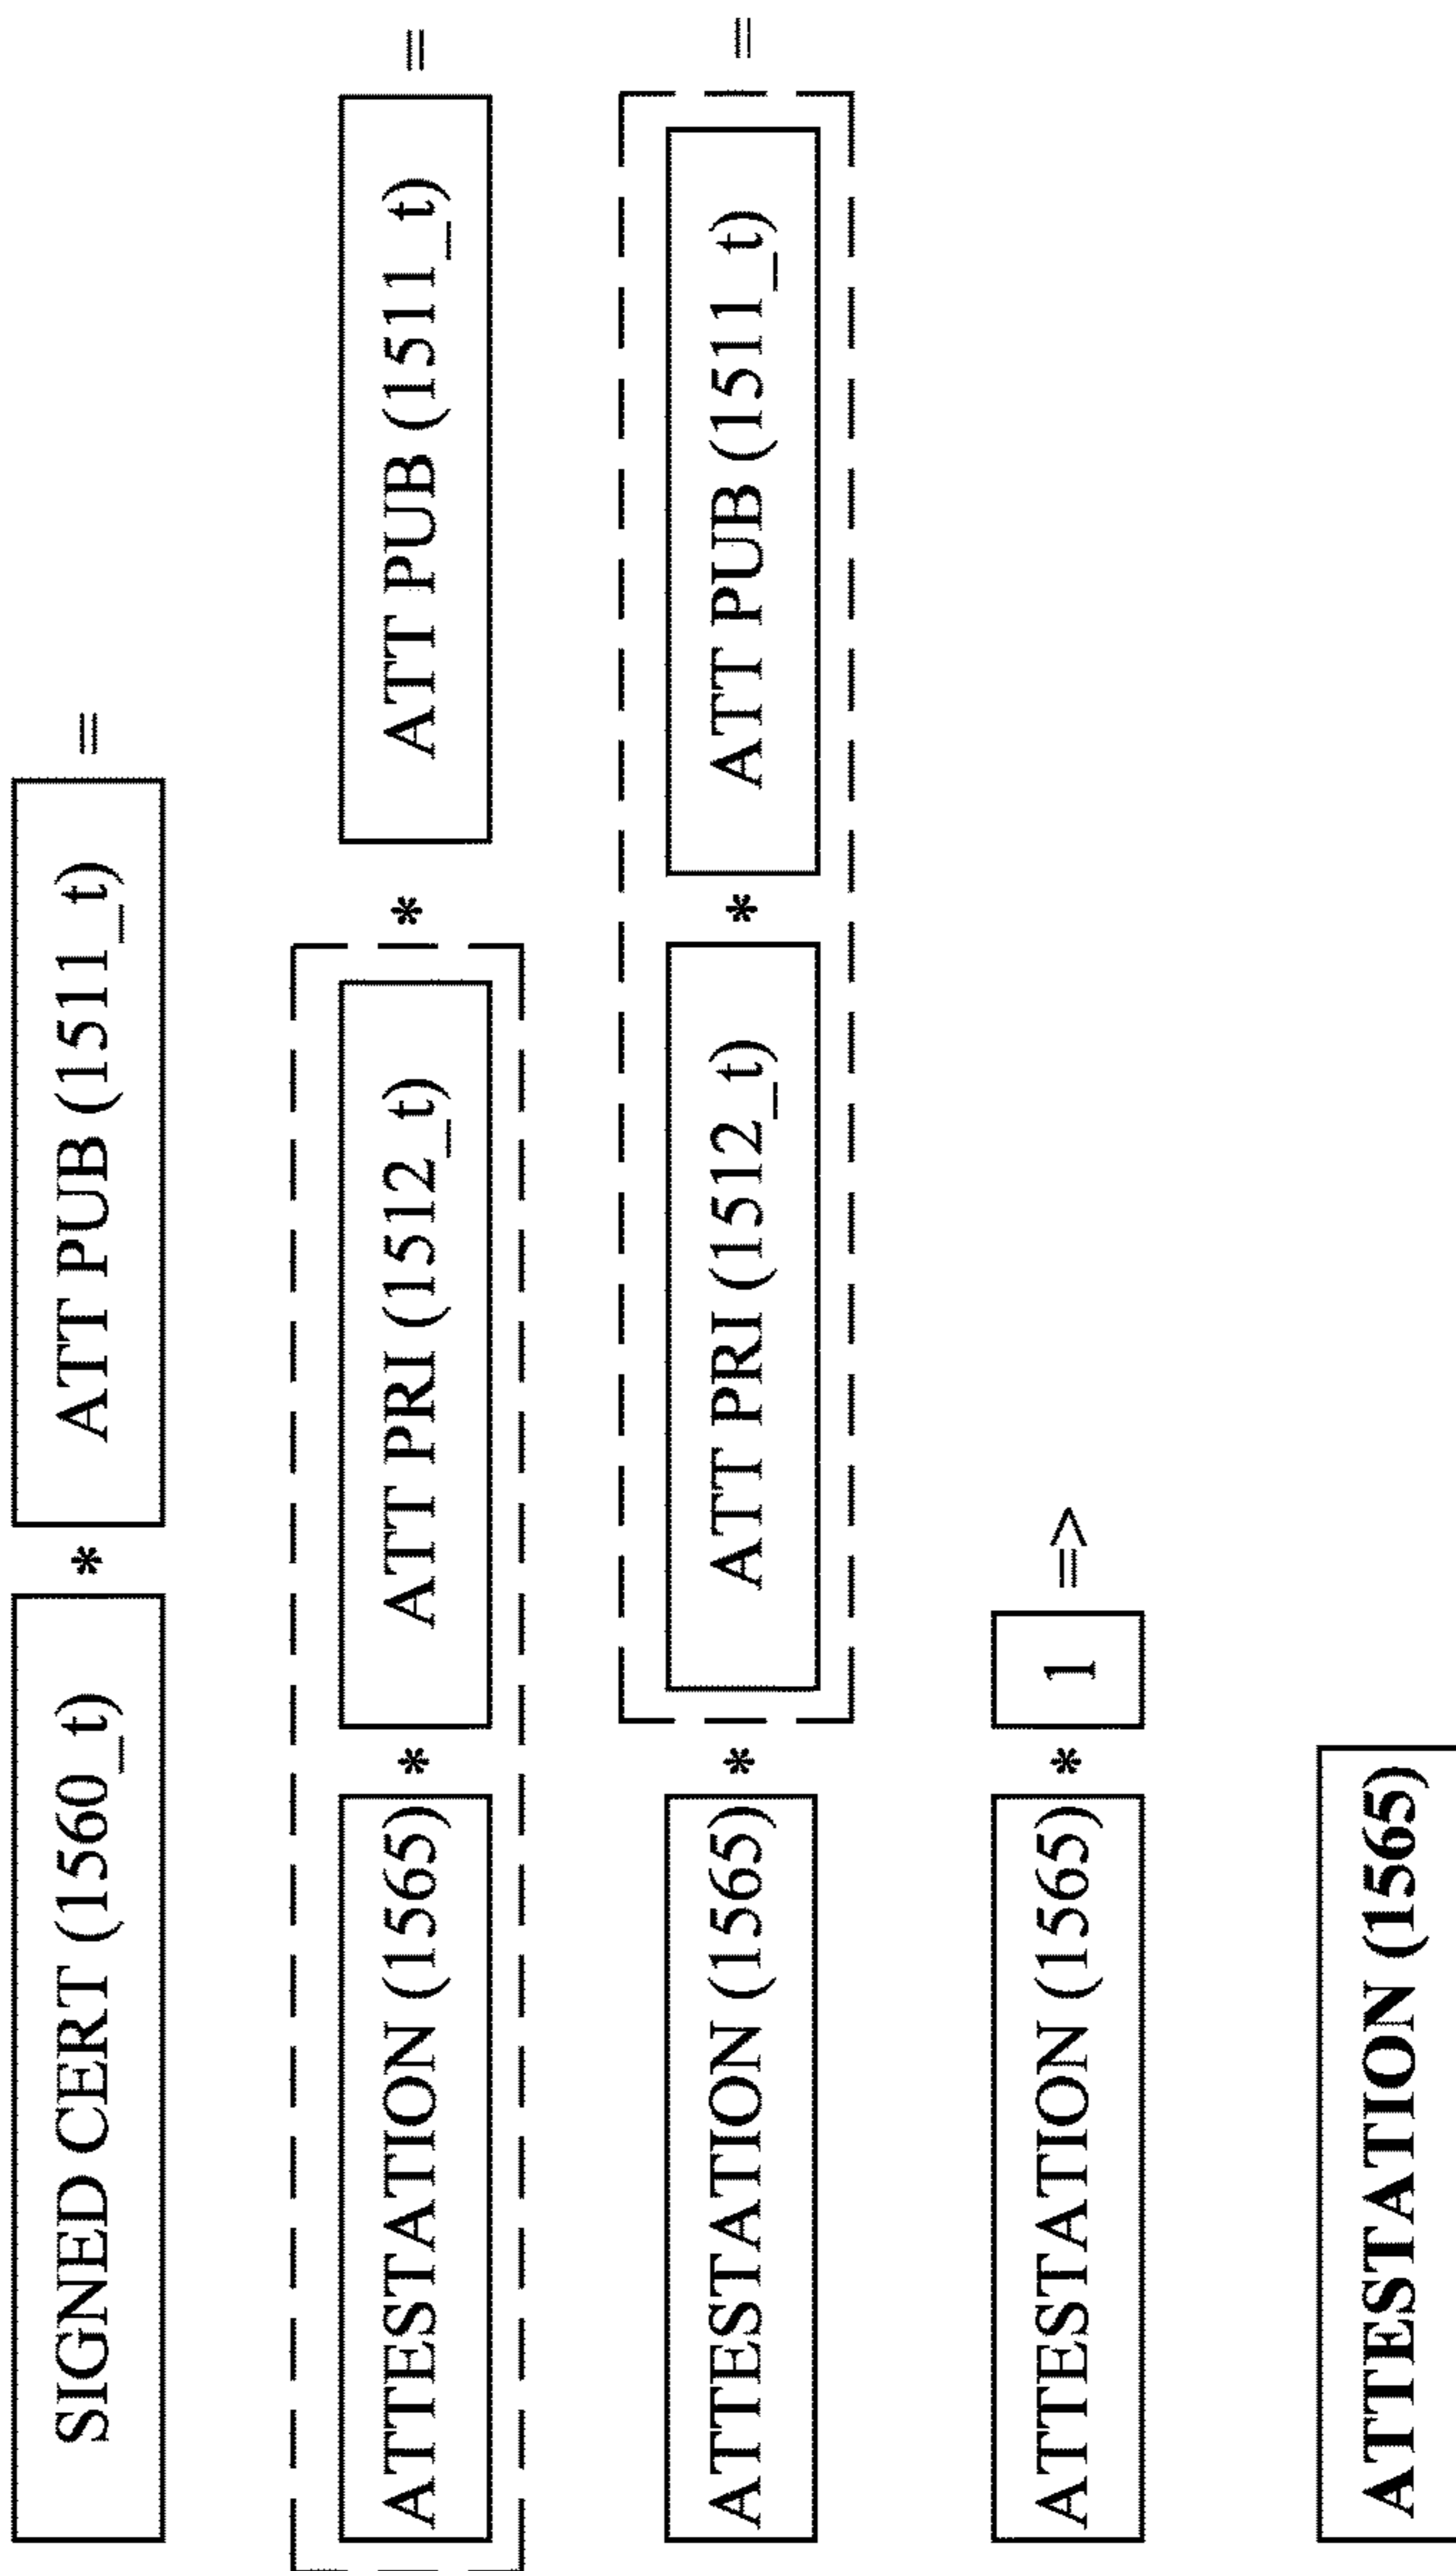 SIGNED CERT (1560_t) * ATT PUB (1511_t) =
ATTESTATION (1565) * ATT PRI (1512_t) * ATT PUB (1511_t) =
ATTESTATION (1565) * ATT PRI (1512_t) * ATT PUB (1511_t) =
ATTESTATION (1565) * 1 =>
ATTESTATION (1565)